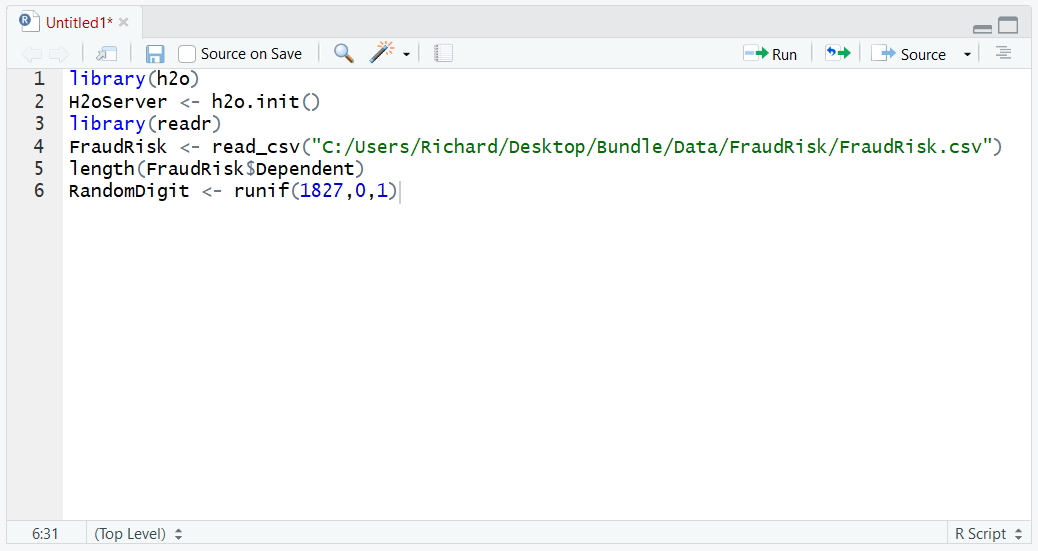 Untitled1*
Source on Save
Run
Source
1 library(h2o)
2 H2oServer <- h2o.init()
3 library(readr)
4 FraudRisk <- read_csv("C:/Users/Richard/Desktop/Bundle/Data/FraudRisk/FraudRisk.csv")
5 length(FraudRisk$Dependent)
6 RandomDigit <- runif(1827,0,1)
6:31 (Top Level) R Script